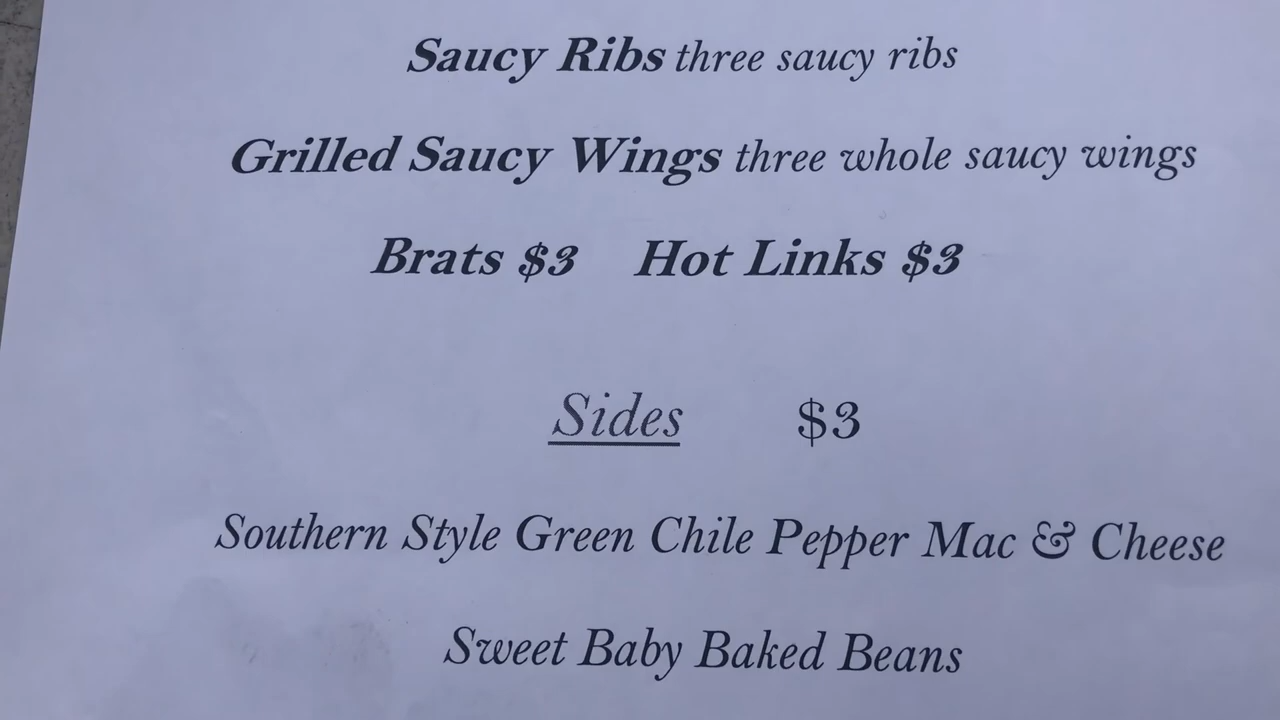 Saucy Ribs three saucy ribs
Grilled Saucy Wings three whole saucy wings
Brats $3 Hot Links $3
Sides $3
Southern Style Green Chile Pepper Mac & Cheese
Sweet Baby Baked Beans